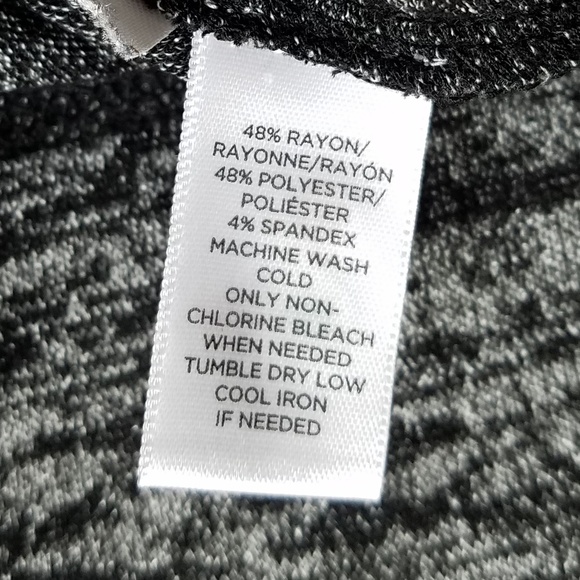 48% RAYON/
RAYONNE/RAYÓN
48% POLYESTER/
POLIÉSTER
4% SPANDEX
MACHINE WASH
COLD
ONLY NON-
CHLORINE BLEACH
WHEN NEEDED
TUMBLE DRY LOW
COOL IRON
IF NEEDED